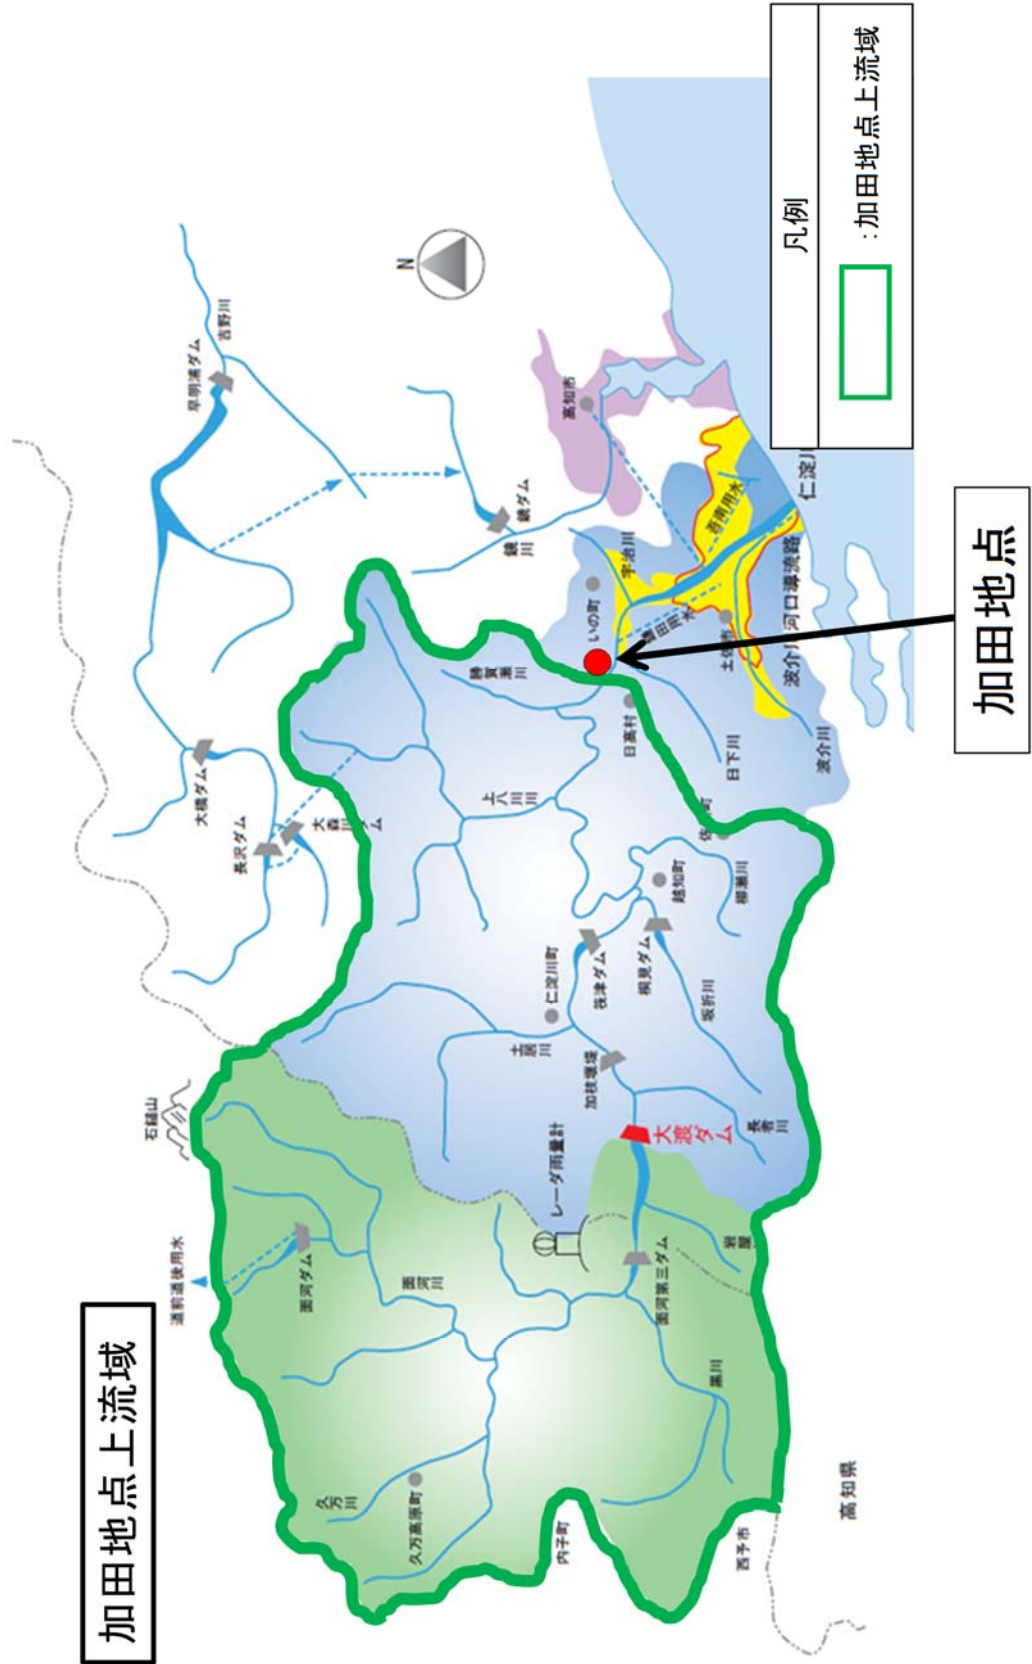 加田地点上流域
道前道後用水
石鎚山
長沢ダム
大橋ダム
早明浦ダム
吉野川
大森川ダム
面河ダム
久万川
面河川
久万高原町
内子町
レーダ雨量計
土居川
仁淀川町
上八川川
勝賀瀬川
鏡川
鏡ダム
N
高知市
いの町
宇治川
加枝堰堤
筏津ダム
桐見ダム
越知町
日高村
鎌田用水
吾南用水
大渡ダム
面河第三ダム
岩屋
長者川
坂折川
柳瀬川
佐
町
日下川
土佐市
波介川
波介川河口導流路
仁淀川
黒川
西予市
高知県
加田地点
凡例
:加田地点上流域